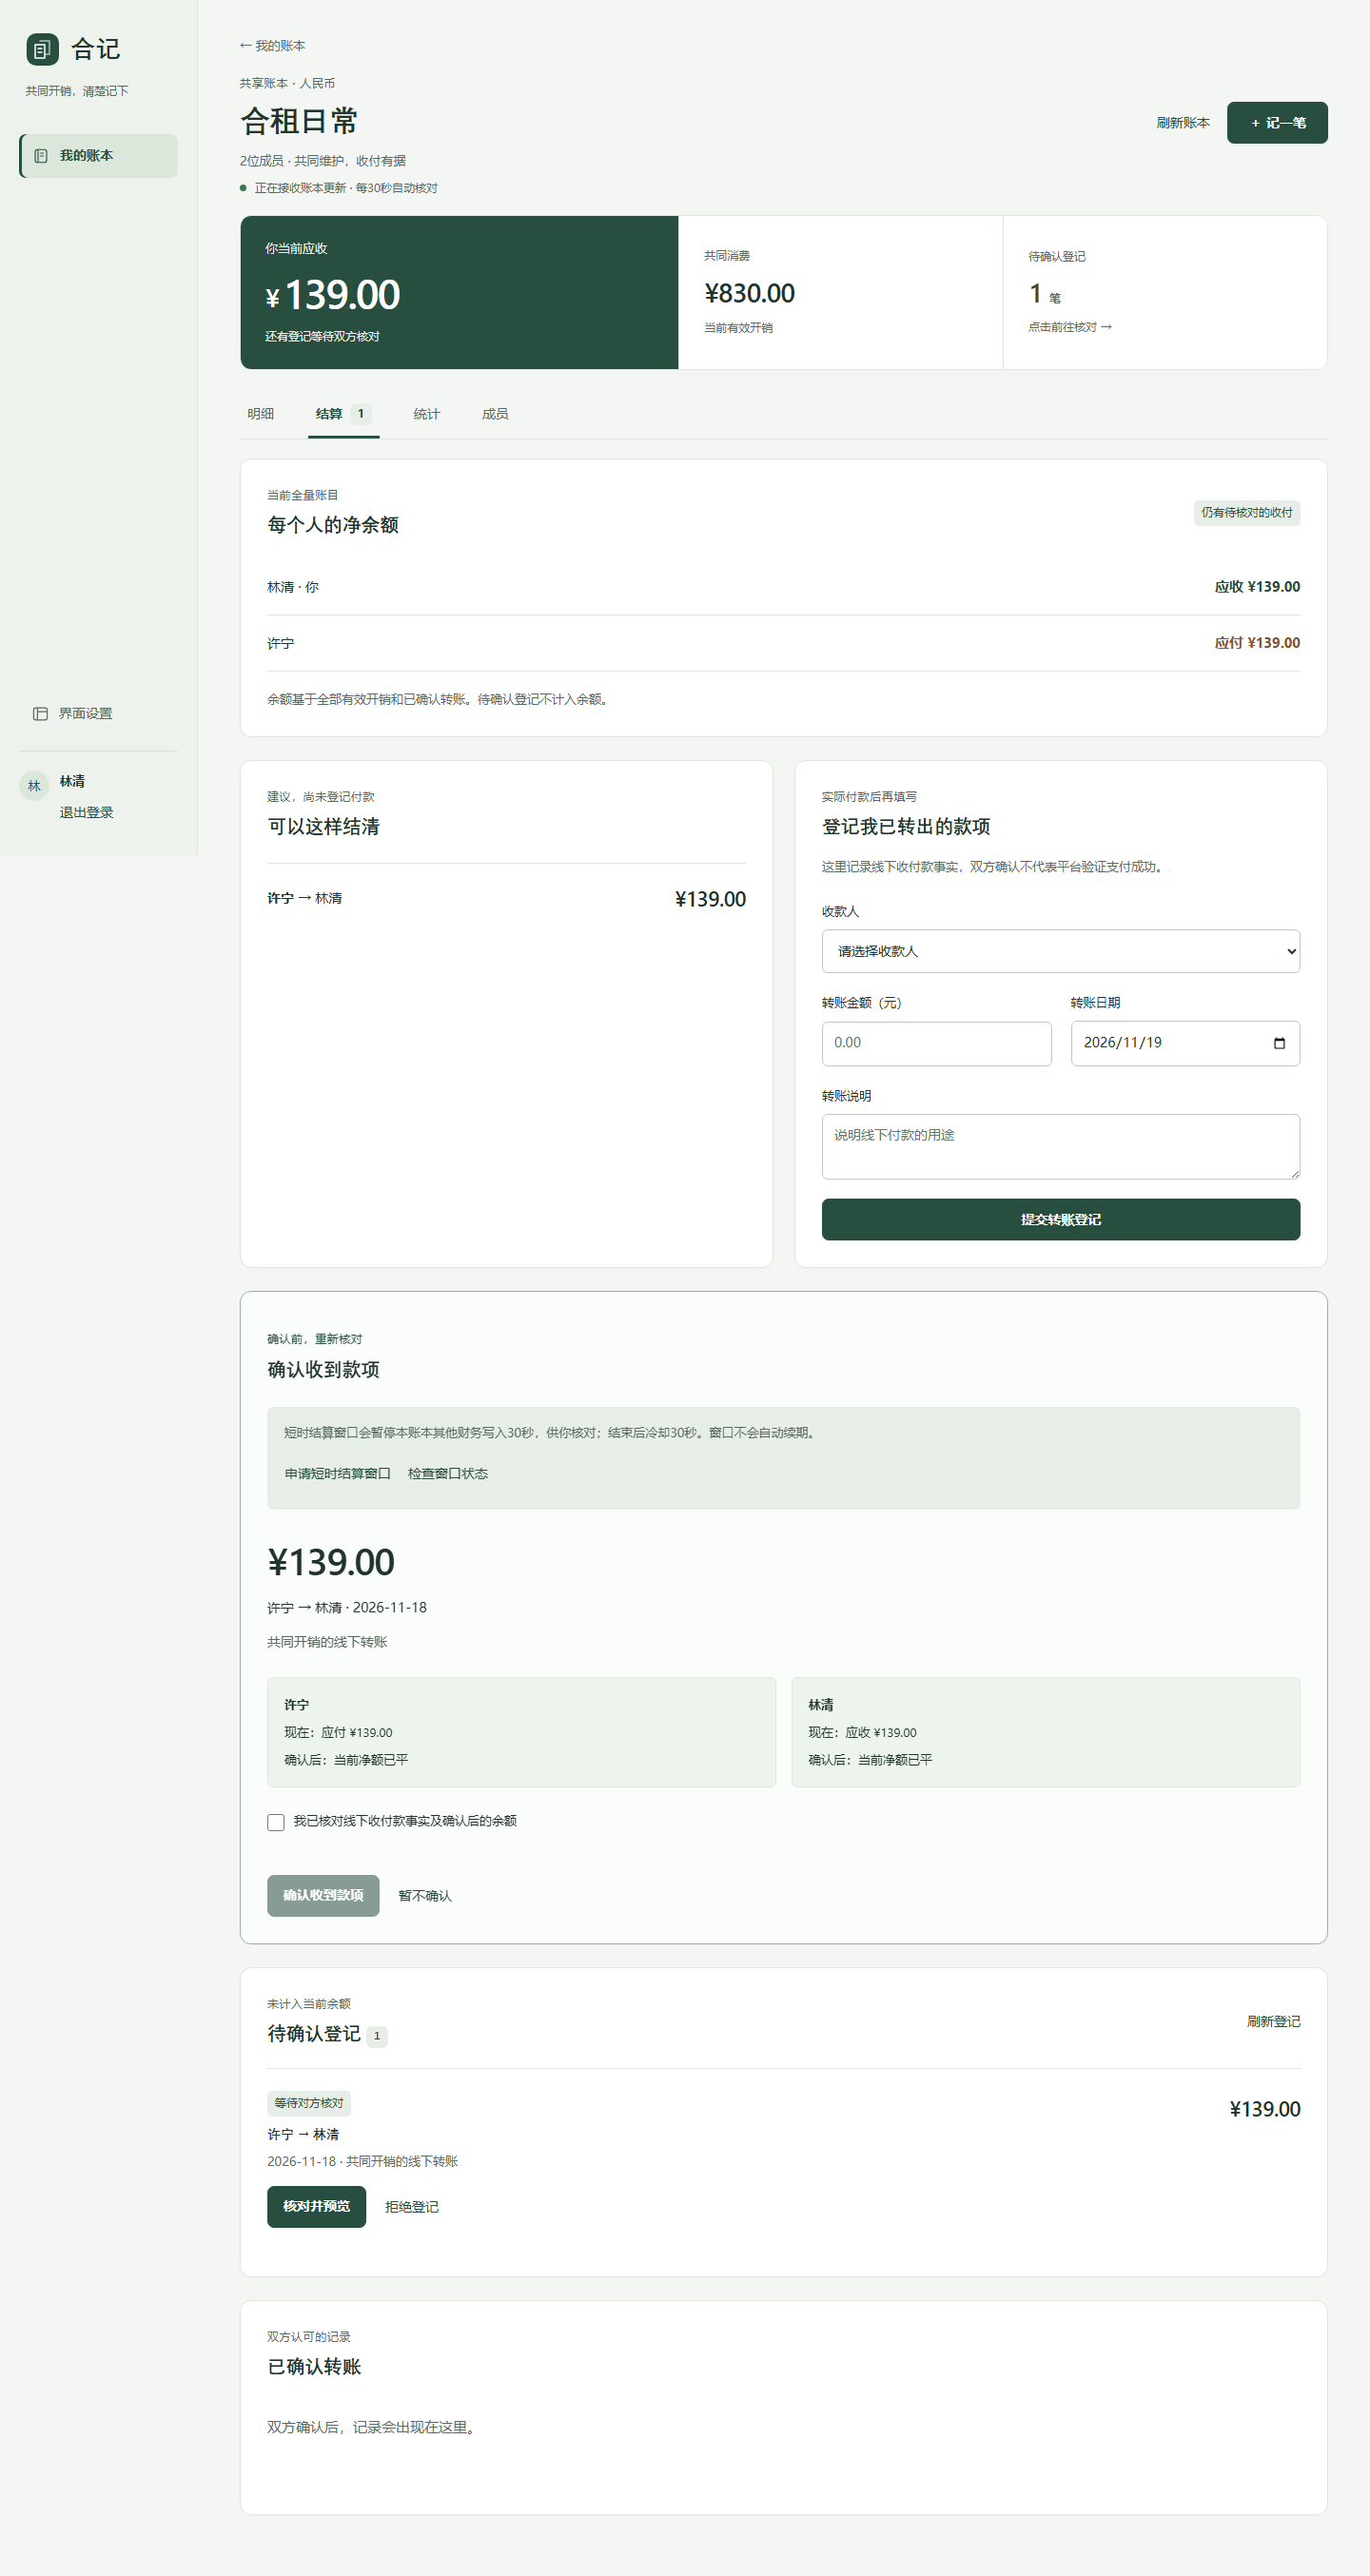 合记
共同开销，清楚记下
我的账本
界面设置
林
林清
退出登录
← 我的账本
共享账本 · 人民币
合租日常
2位成员 · 共同维护，收付有据
正在接收账本更新 · 每30秒自动核对
刷新账本
+ 记一笔
你当前应收
¥139.00
还有登记等待双方核对
共同消费
¥830.00
当前有效开销
待确认登记
1 笔
点击前往核对 →
明细
结算 1
统计
成员
当前全量账目
每个人的净余额
仍有待核对的收付
林清 · 你
应收 ¥139.00
许宁
应付 ¥139.00
余额基于全部有效开销和已确认转账。待确认登记不计入余额。
建议，尚未登记付款
可以这样结清
许宁 → 林清
¥139.00
实际付款后再填写
登记我已转出的款项
这里记录线下收付款事实，双方确认不代表平台验证支付成功。
收款人
请选择收款人
转账金额（元）
0.00
转账日期
2026/11/19
转账说明
说明线下付款的用途
提交转账登记
确认前，重新核对
确认收到款项
短时结算窗口会暂停本账本其他财务写入30秒，供你核对；结束后冷却30秒。窗口不会自动续期。
申请短时结算窗口
检查窗口状态
¥139.00
许宁 → 林清 · 2026-11-18
共同开销的线下转账
许宁
现在：应付 ¥139.00
确认后：当前净额已平
林清
现在：应收 ¥139.00
确认后：当前净额已平
我已核对线下收付款事实及确认后的余额
确认收到款项
暂不确认
未计入当前余额
待确认登记 1
刷新登记
等待对方核对
许宁 → 林清
2026-11-18 · 共同开销的线下转账
¥139.00
核对并预览
拒绝登记
双方认可的记录
已确认转账
双方确认后，记录会出现在这里。